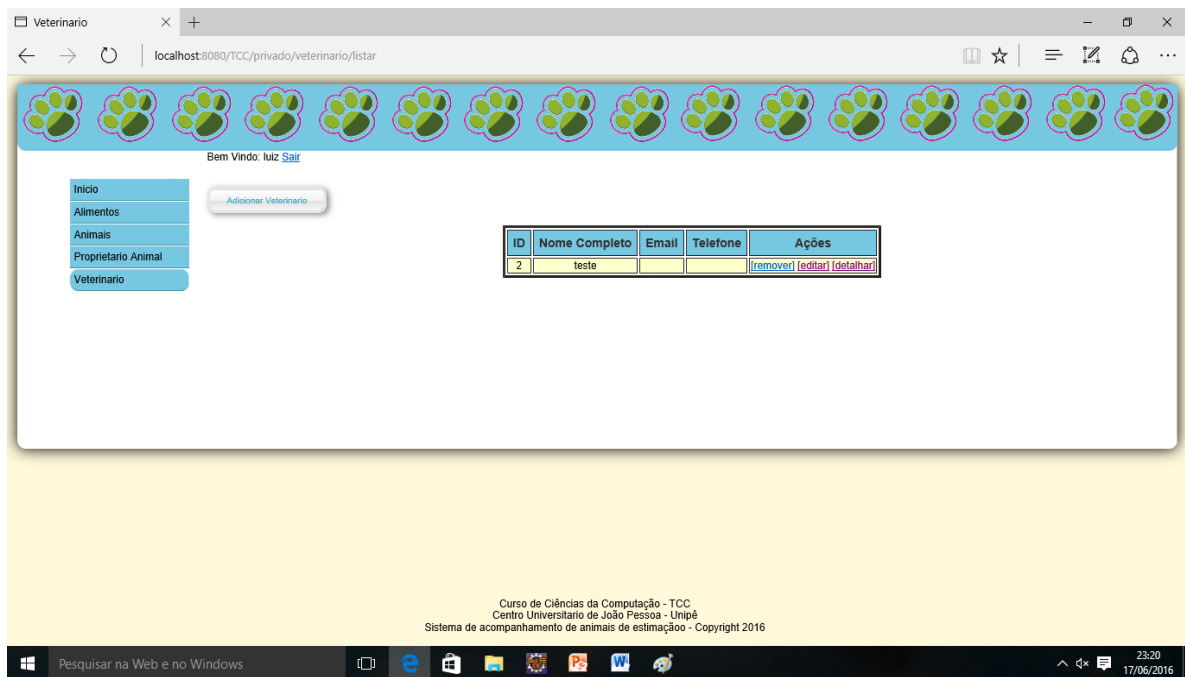 Veterinario
localhost:8080/TCC/privado/veterinario/listar
Bem Vindo: luiz Sair
Inicio
Alimentos
Animais
Proprietario Animal
Veterinario
Adicionar Veterinario
ID Nome Completo Email Telefone Ações
2 teste [remover] [editar] [detalhar]
Curso de Ciências da Computação - TCC
Centro Universitario de João Pessoa - Unipê
Sistema de acompanhamento de animais de estimaçãoo - Copyright 2016
Pesquisar na Web e no Windows
23:20
17/06/2016